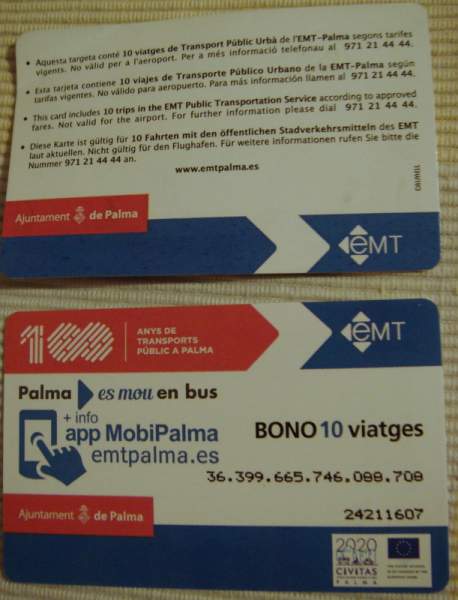 • Aquesta targeta conté 10 viatges de Transport Públic Urbà de l'EMT-Palma segons tarifes
vigents. No vàlid per a l'aeroport. Per a més informació telefonau al 971 21 44 44.
• Esta tarjeta contiene 10 viajes de Transporte Público Urbano de la EMT-Palma según
tarifas vigentes. No válido para aeropuerto. Para más información llamen al 971 21 44 44.
• This card includes 10 trips in the EMT Public Transportation Service according to approved
fares. Not valid for the airport. For further information please dial 971 21 44 44.
• Diese Karte ist gültig für 10 Fahrten mit den öffentlichen Stadverkehrsmitteln des EMT
laut aktuellen. Nicht gültig für den Flughafen. Für weitere informationen rufen Sie bitte die
Nummer 971 21 44 44 an.
www.emtpalma.es
Ajuntament de Palma
EMT
100
ANYS DE
TRANSPORTS
PÚBLIC A PALMA
EMT
Palma es mou en bus
+ info
app MobiPalma
emtpalma.es
BONO 10 viatges
36.399.665.746.088.708
Ajuntament de Palma
24211607
2020
CIVITAS
PALMA